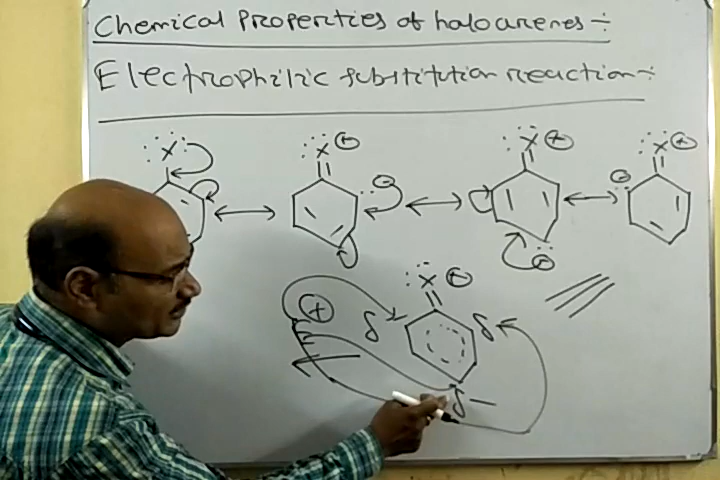 Chemical Properties of haloarenes ÷
Electrophilic substitution reaction ÷
X X ⊕ X ⊕ X ⊕
⊖ ⊖ ⊖
X ⊕
⊕ δ δ
δ −